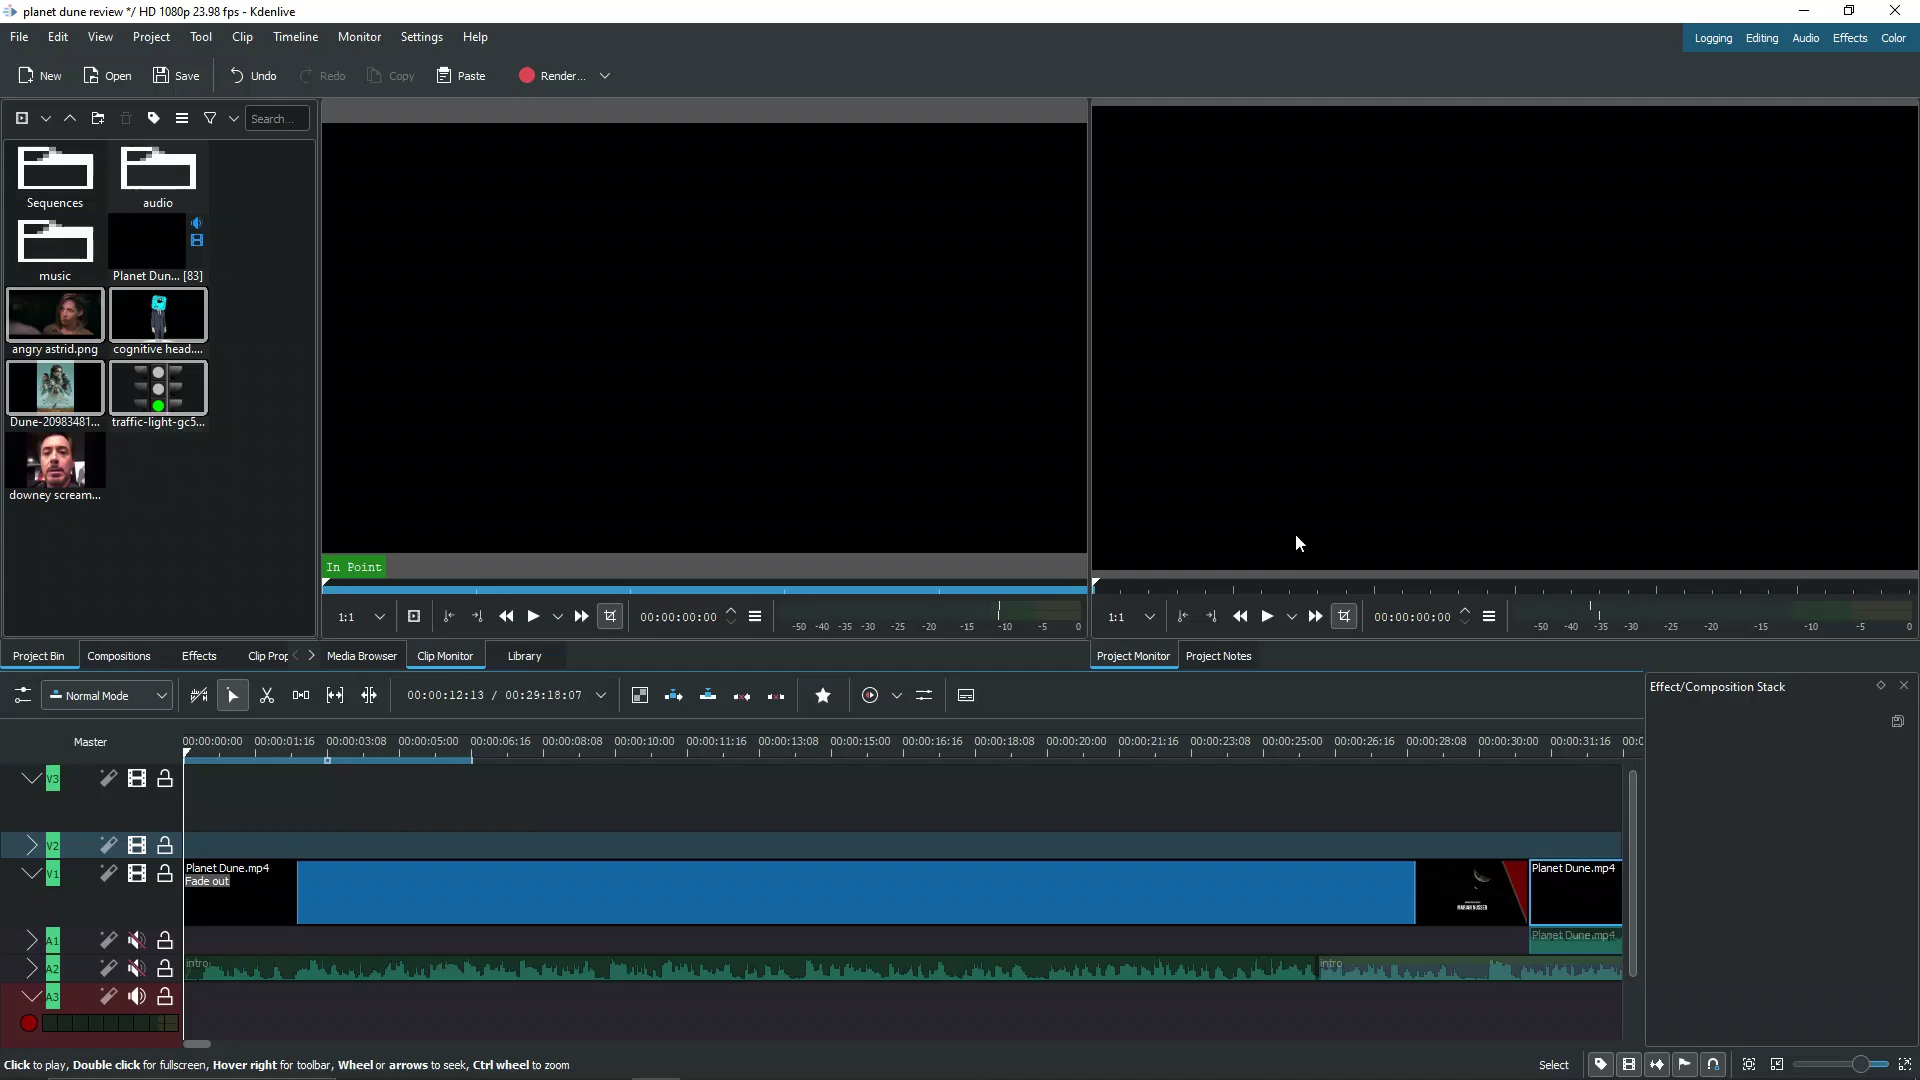 planet dune review */ HD 1080p 23.98 fps - Kdenlive
File Edit View Project Tool Clip Timeline Monitor Settings Help
Logging Editing Audio Effects Color
New Open Save Undo Redo Copy Paste Render...
Search...
Sequences audio
music Planet Dun... [83]
angry astrid.png cognitive head....
Dune-20983481... traffic-light-gc5...
downey scream...
In Point
1:1 00:00:00:00 -50 -40 -35 -30 -25 -20 -15 -10 -5 0
1:1 00:00:00:00 -50 -40 -35 -30 -25 -20 -15 -10 -5 0
Project Bin Compositions Effects Clip Prop Media Browser Clip Monitor Library
Project Monitor Project Notes
Normal Mode 00:00:12:13 / 00:29:18:07
Effect/Composition Stack
Master 00:00:00:00 00:00:01:16 00:00:03:08 00:00:05:00 00:00:06:16 00:00:08:08 00:00:10:00 00:00:11:16 00:00:13:08 00:00:15:00 00:00:16:16 00:00:18:08 00:00:20:00 00:00:21:16 00:00:23:08 00:00:25:00 00:00:26:16 00:00:28:08 00:00:30:00 00:00:31:16 00:0
V3
V2
V1 Planet Dune.mp4 Planet Dune.mp4
Fade out
MARIAN NUSSER
A1 Planet Dune.mp4
A2 intro intro
A3
Click to play, Double click for fullscreen, Hover right for toolbar, Wheel or arrows to seek, Ctrl wheel to zoom
Select